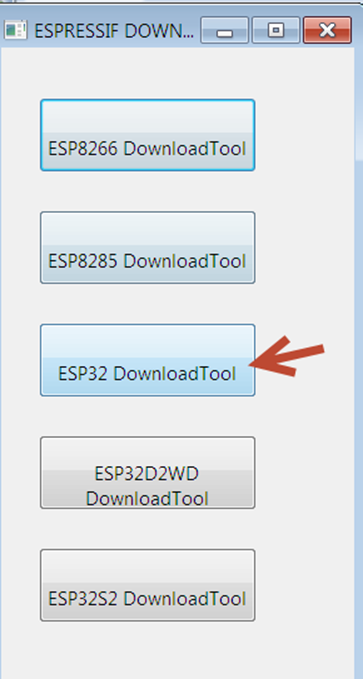 ESPRESSIF DOWN...
ESP8266 DownloadTool
ESP8285 DownloadTool
ESP32 DownloadTool
ESP32D2WD
DownloadTool
ESP32S2 DownloadTool